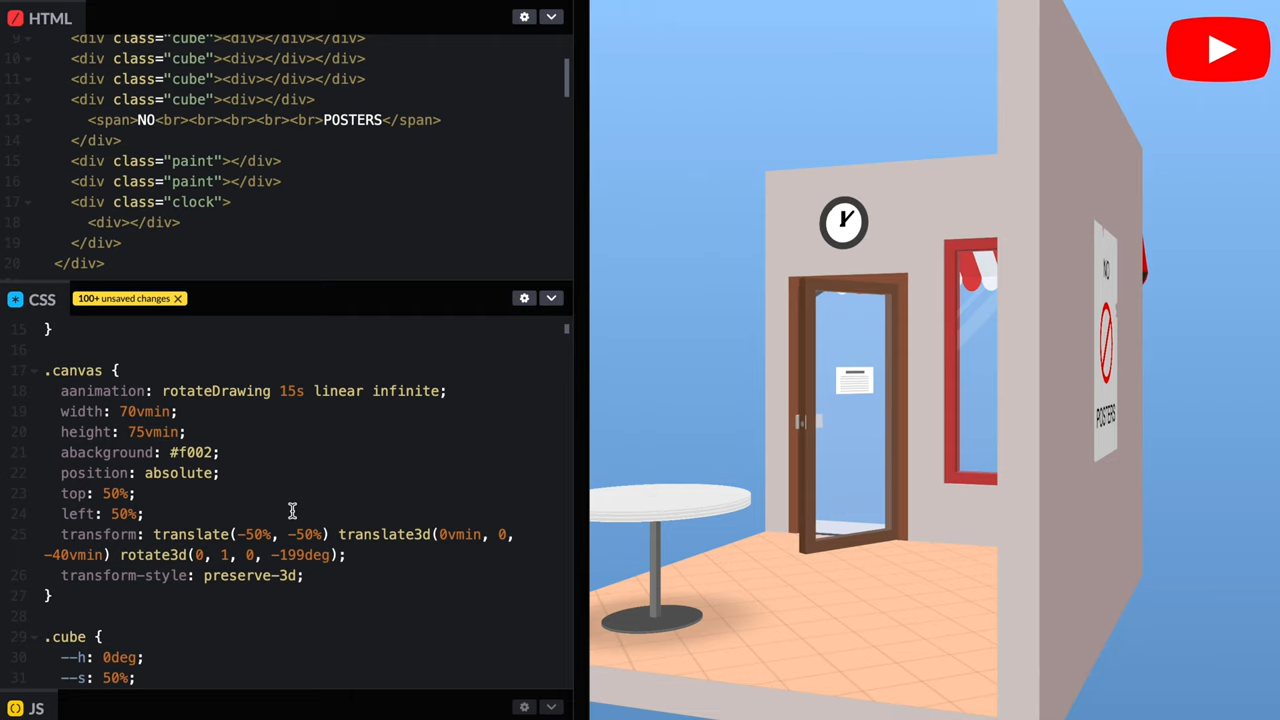 HTML
9 <div class="cube"><div></div></div>
10 <div class="cube"><div></div></div>
11 <div class="cube"><div></div></div>
12 <div class="cube"><div></div>
13 <span>NO<br><br><br><br><br>POSTERS</span>
14 </div>
15 <div class="paint"></div>
16 <div class="paint"></div>
17 <div class="clock">
18 <div></div>
19 </div>
20 </div>
CSS 100+ unsaved changes
15 }
16
17 .canvas {
18 aanimation: rotateDrawing 15s linear infinite;
19 width: 70vmin;
20 height: 75vmin;
21 abackground: #f002;
22 position: absolute;
23 top: 50%;
24 left: 50%;
25 transform: translate(-50%, -50%) translate3d(0vmin, 0,
-40vmin) rotate3d(0, 1, 0, -199deg);
26 transform-style: preserve-3d;
27 }
28
29 .cube {
30 --h: 0deg;
31 --s: 50%;
JS
NO
POSTERS